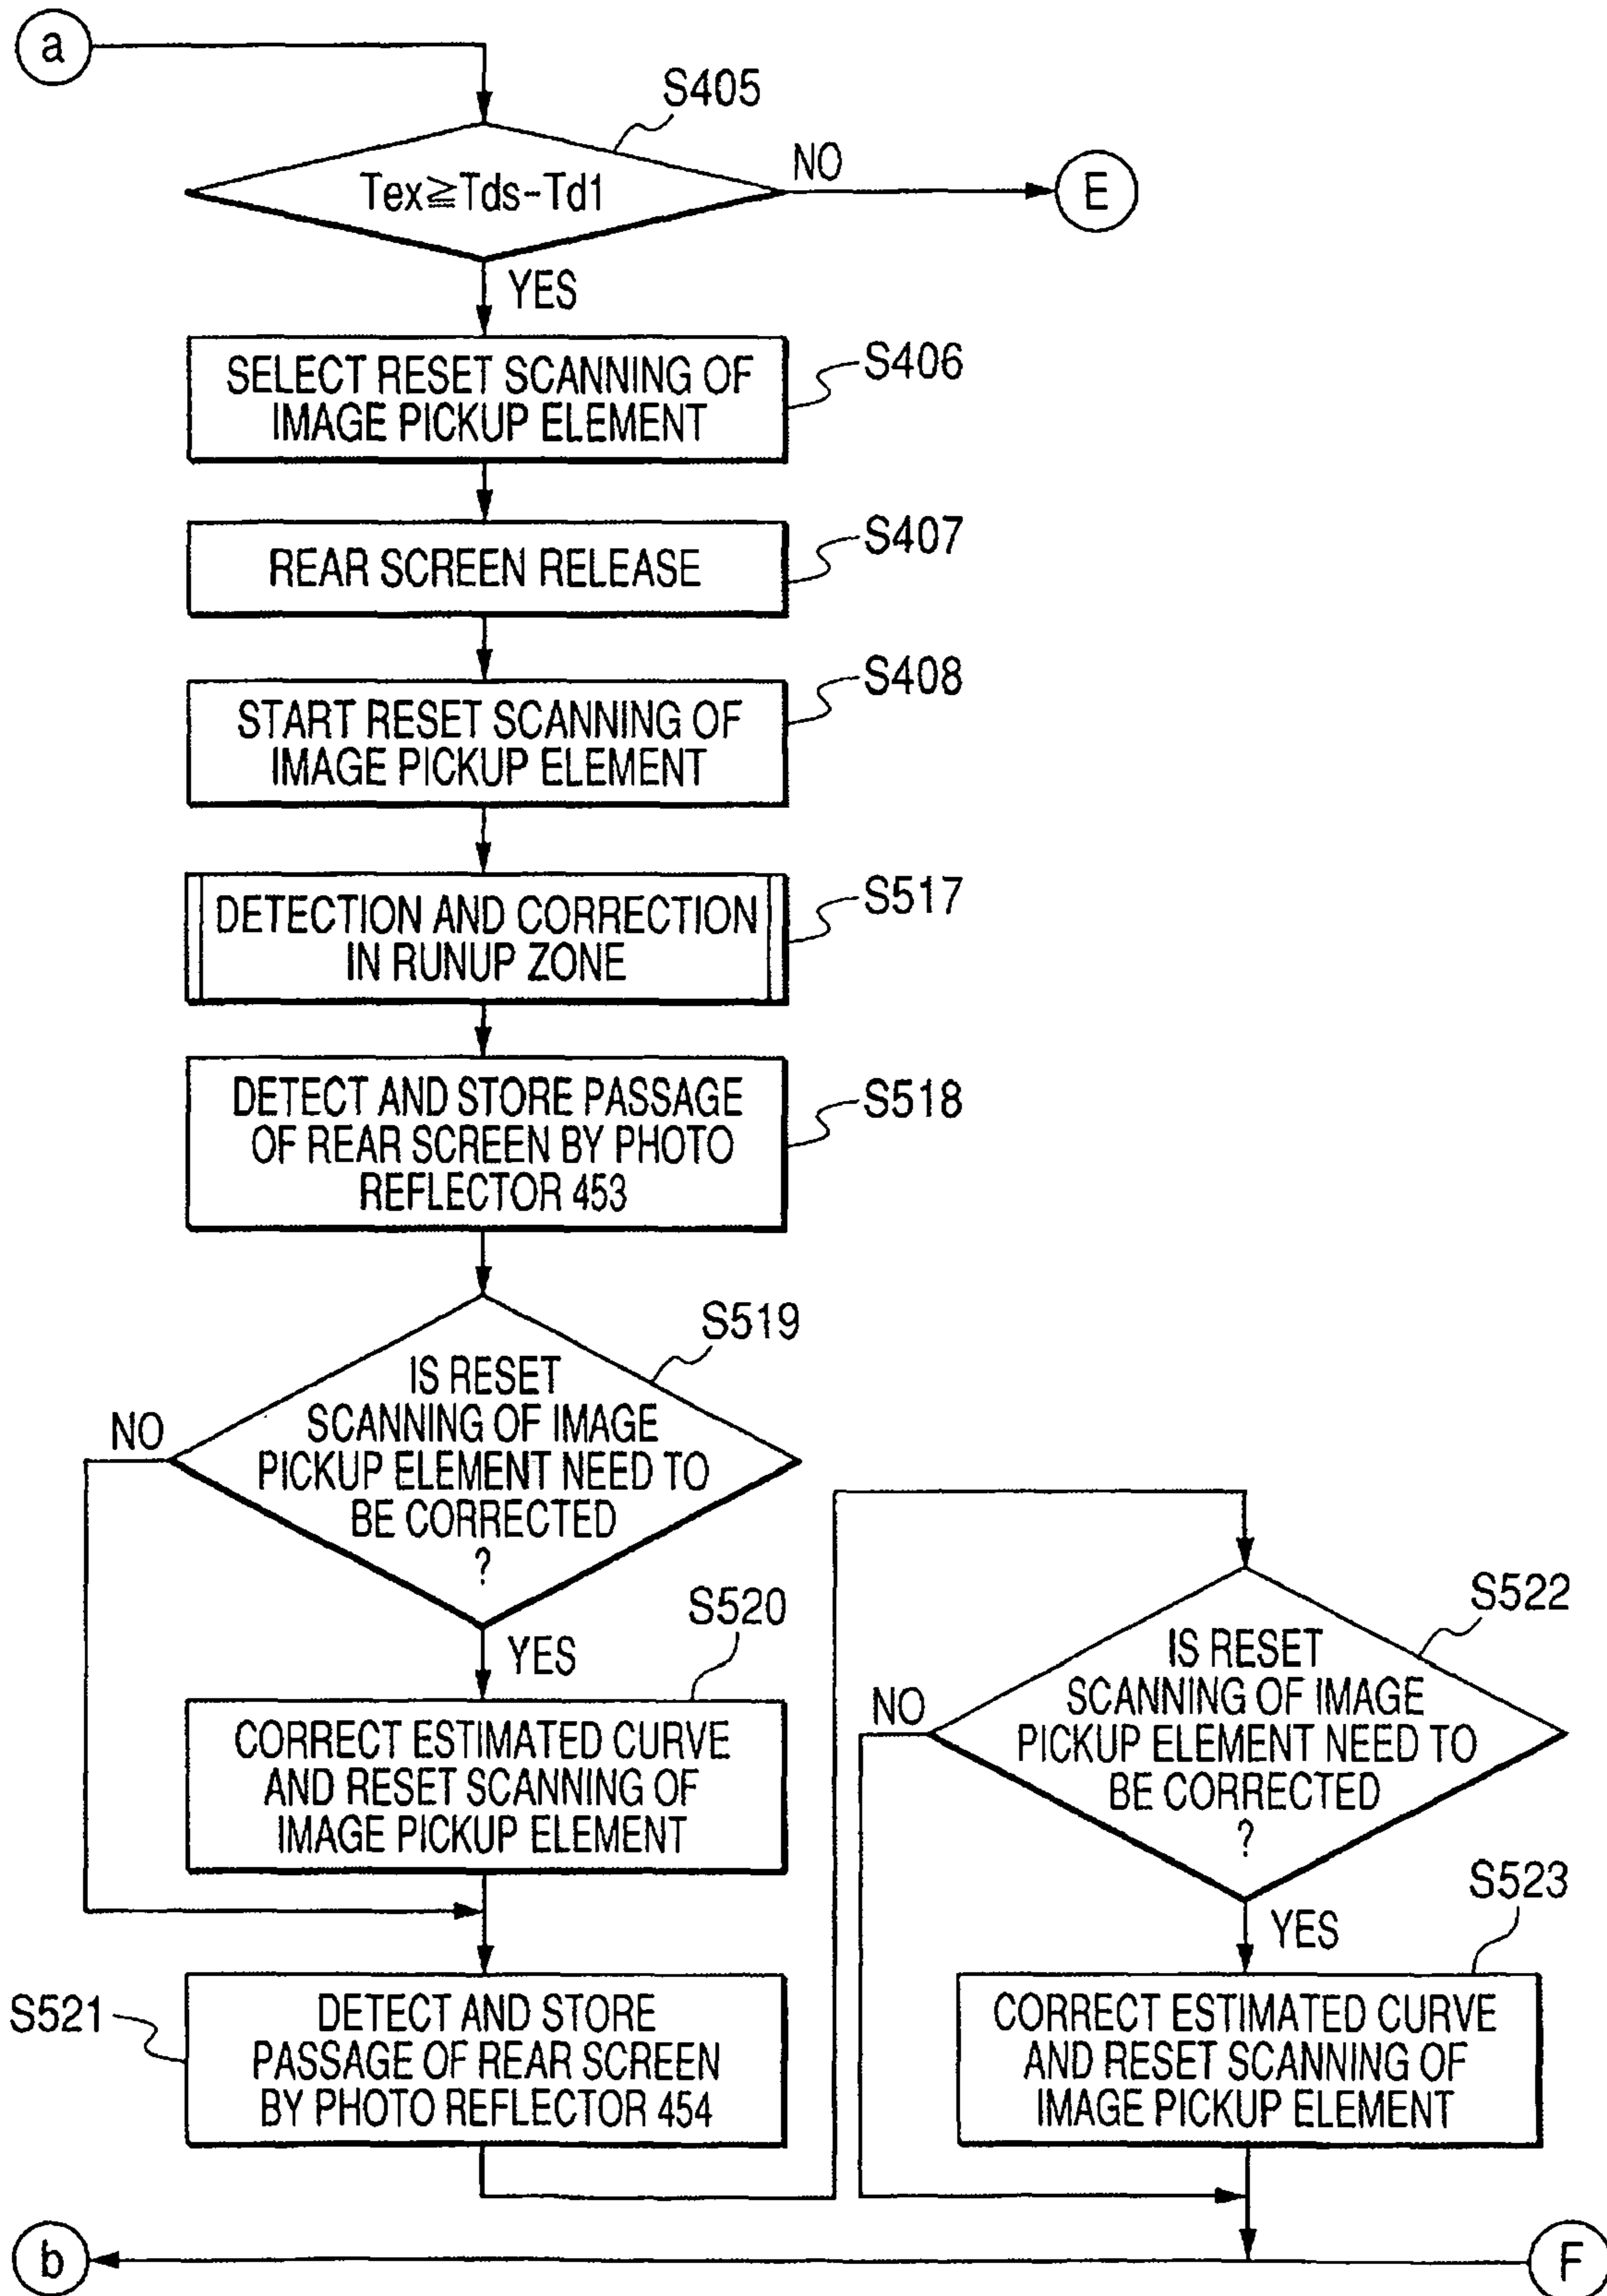 a
S405
Tex≧Tds-Td1
NO
E
YES
SELECT RESET SCANNING OF
IMAGE PICKUP ELEMENT
S406
REAR SCREEN RELEASE
S407
START RESET SCANNING OF
IMAGE PICKUP ELEMENT
S408
DETECTION AND CORRECTION
IN RUNUP ZONE
S517
DETECT AND STORE PASSAGE
OF REAR SCREEN BY PHOTO
REFLECTOR 453
S518
S519
IS RESET
SCANNING OF IMAGE
PICKUP ELEMENT NEED TO
BE CORRECTED
?
NO
YES
S520
CORRECT ESTIMATED CURVE
AND RESET SCANNING OF
IMAGE PICKUP ELEMENT
S521
DETECT AND STORE
PASSAGE OF REAR SCREEN
BY PHOTO REFLECTOR 454
S522
IS RESET
SCANNING OF IMAGE
PICKUP ELEMENT NEED TO
BE CORRECTED
?
NO
YES
S523
CORRECT ESTIMATED CURVE
AND RESET SCANNING OF
IMAGE PICKUP ELEMENT
b
F